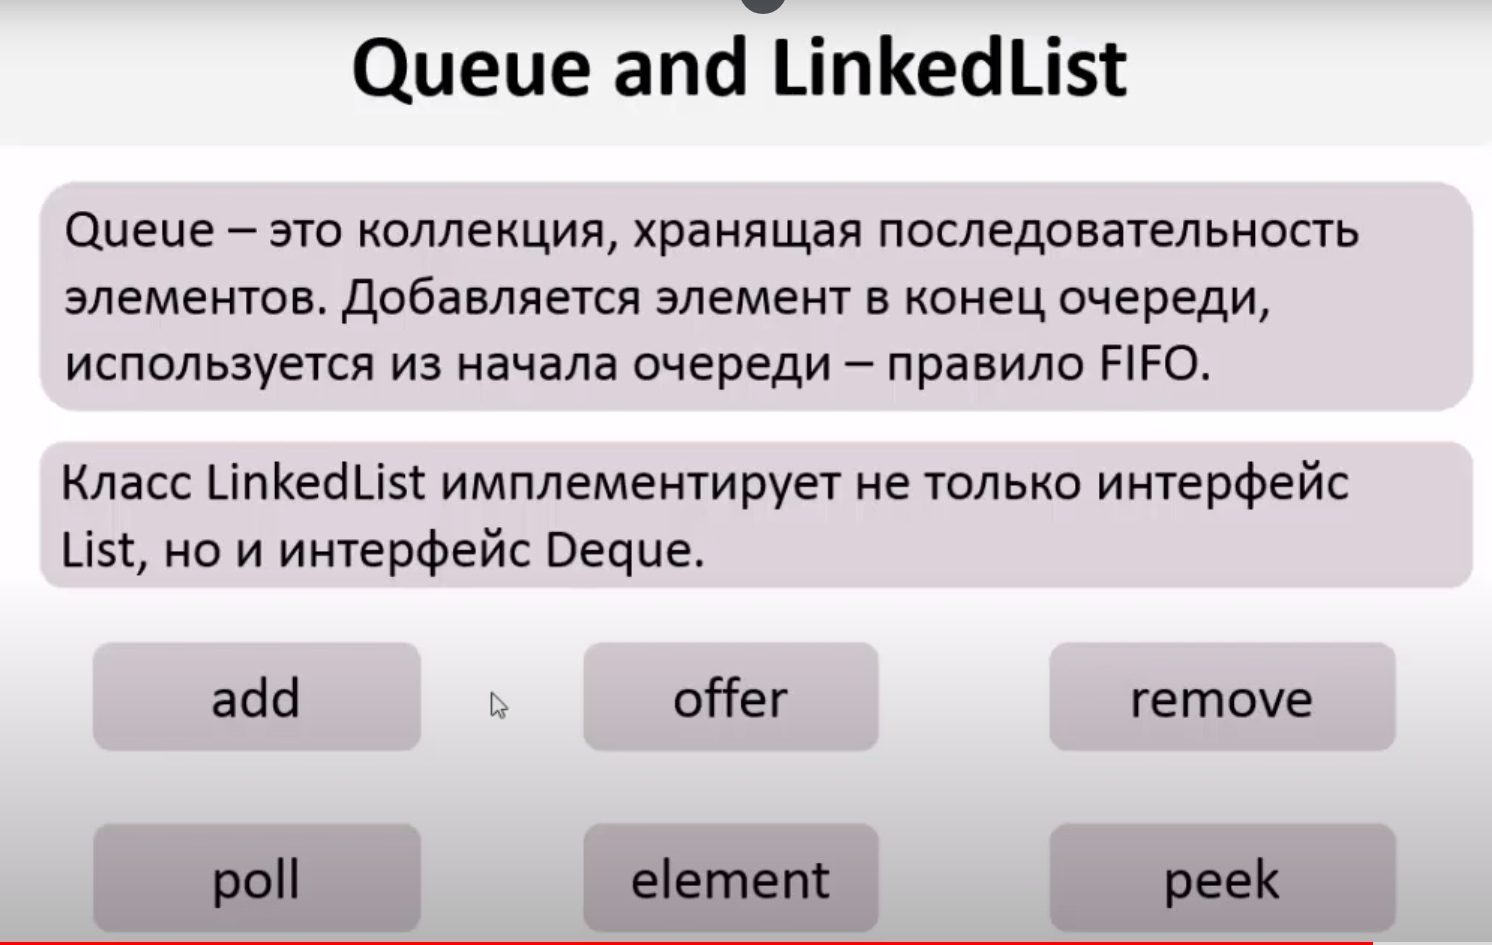 Queue and LinkedList
Queue – это коллекция, хранящая последовательность
элементов. Добавляется элемент в конец очереди,
используется из начала очереди – правило FIFO.
Класс LinkedList имплементирует не только интерфейс
List, но и интерфейс Deque.
add
offer
remove
poll
element
peek